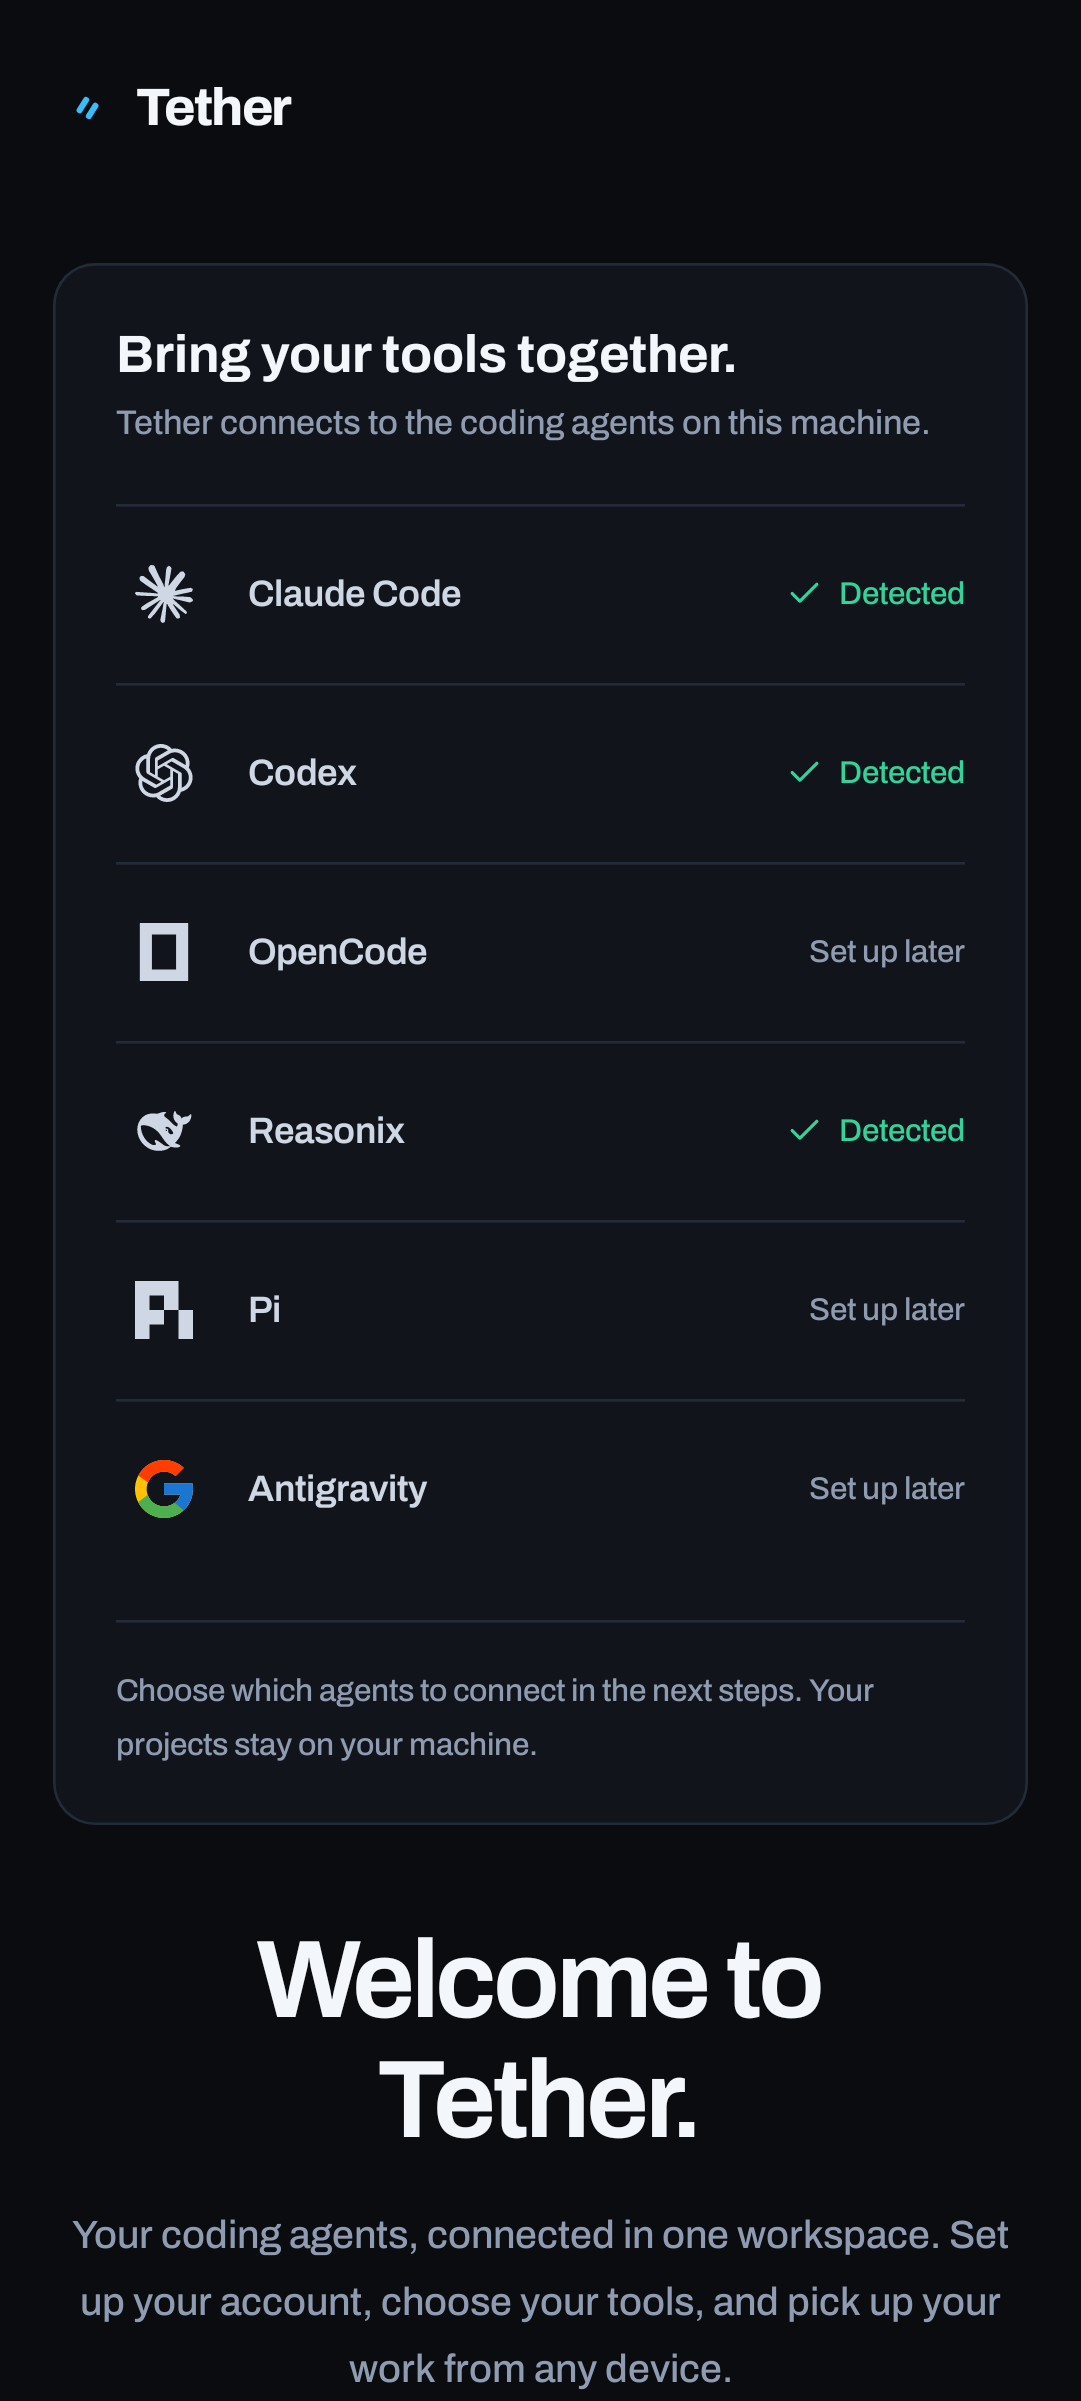 Tether
Bring your tools together.
Tether connects to the coding agents on this machine.
Claude Code
Detected
Codex
Detected
OpenCode
Set up later
Reasonix
Detected
Pi
Set up later
Antigravity
Set up later
Choose which agents to connect in the next steps. Your
projects stay on your machine.
Welcome to
Tether.
Your coding agents, connected in one workspace. Set
up your account, choose your tools, and pick up your
work from any device.